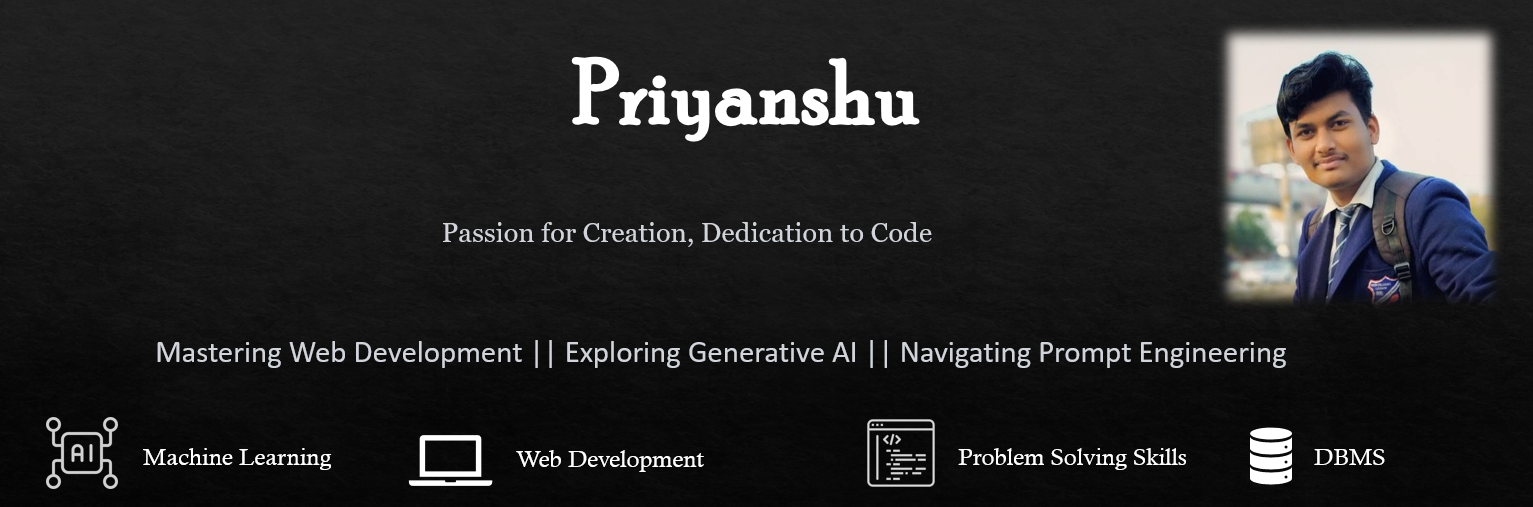 Priyanshu
Passion for Creation, Dedication to Code
Mastering Web Development || Exploring Generative AI || Navigating Prompt Engineering
AI
Machine Learning
Web Development
</>
Problem Solving Skills
DBMS